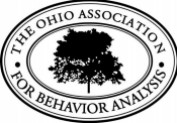 THE OHIO ASSOCIATION
FOR BEHAVIOR ANALYSIS